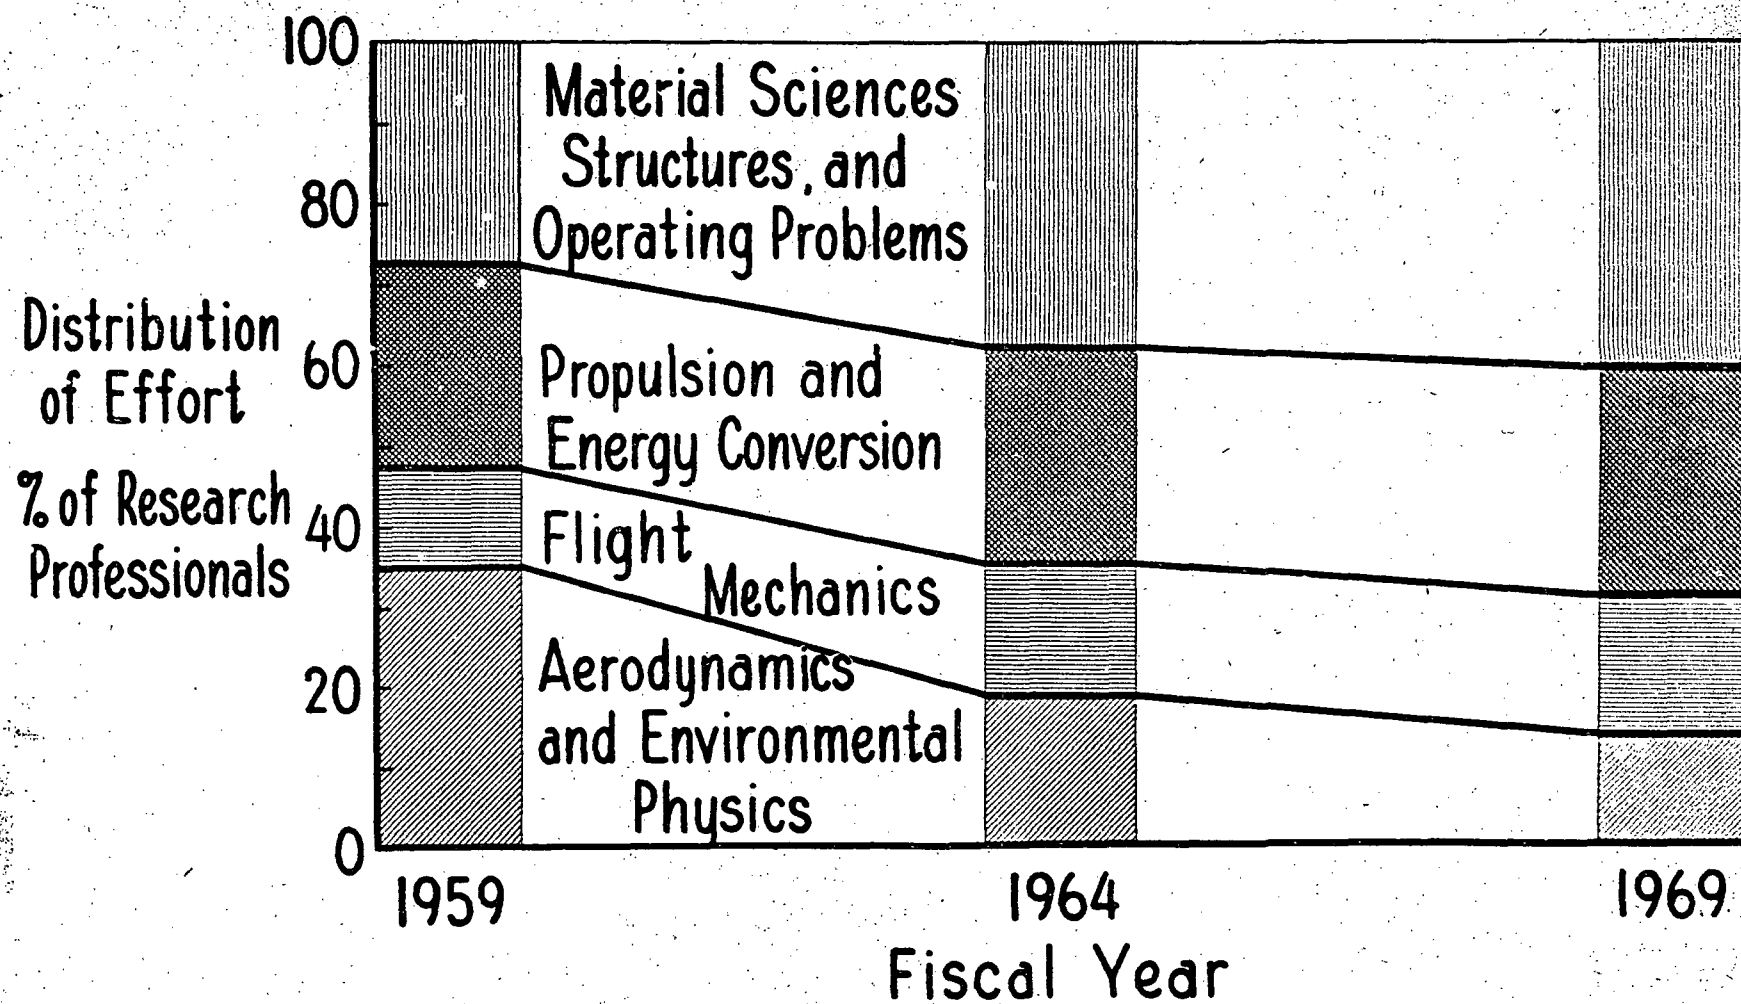 100
80
60
40
20
0
Distribution
of Effort
% of Research
Professionals
Material Sciences
Structures, and
Operating Problems
Propulsion and
Energy Conversion
Flight
Mechanics
Aerodynamics
and Environmental
Physics
1959
1964
1969
Fiscal Year